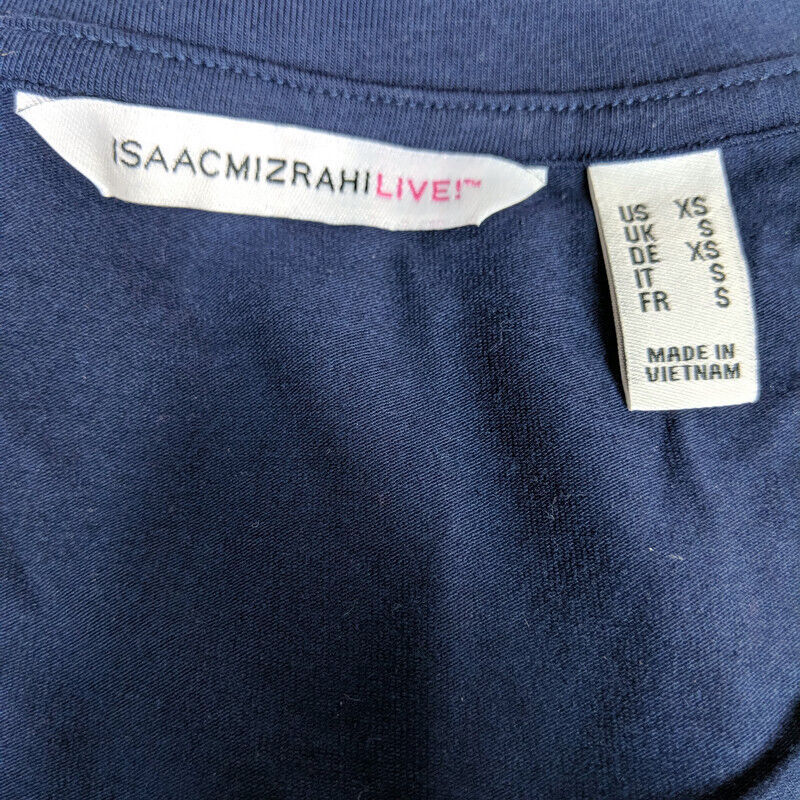 ISAACMIZRAHILIVE!™
US XS
UK S
DE XS
IT S
FR S
MADE IN
VIETNAM